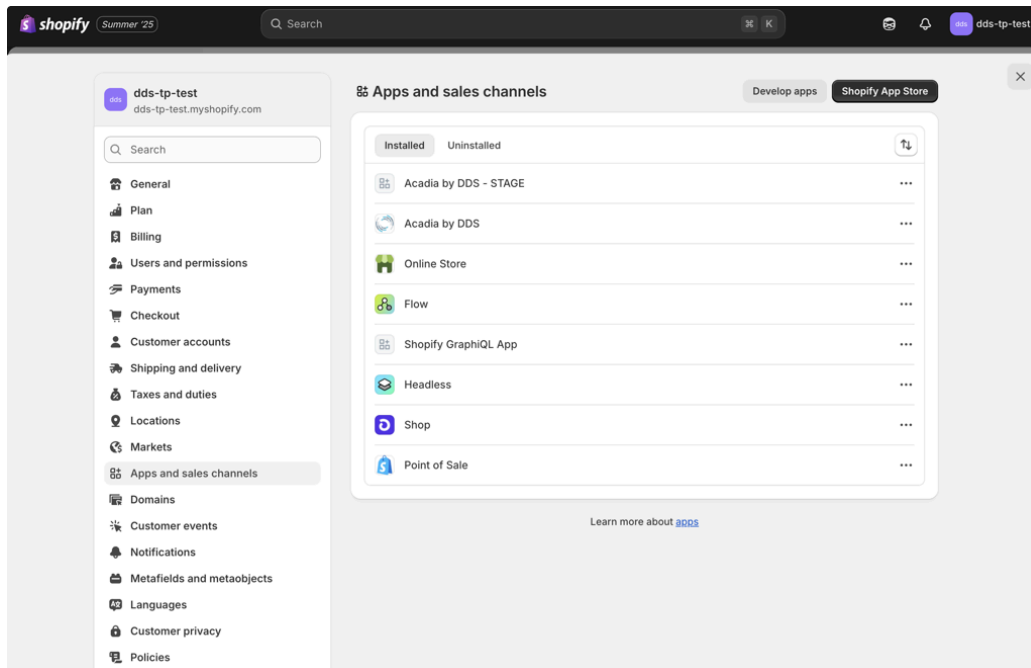 shopify Summer '25
Search
⌘ K
dds dds-tp-test
dds dds-tp-test
dds-tp-test.myshopify.com
Search
General
Plan
Billing
Users and permissions
Payments
Checkout
Customer accounts
Shipping and delivery
Taxes and duties
Locations
Markets
Apps and sales channels
Domains
Customer events
Notifications
Metafields and metaobjects
Languages
Customer privacy
Policies
Apps and sales channels
Develop apps
Shopify App Store
Installed
Uninstalled
Acadia by DDS - STAGE
Acadia by DDS
Online Store
Flow
Shopify GraphiQL App
Headless
Shop
Point of Sale
Learn more about apps